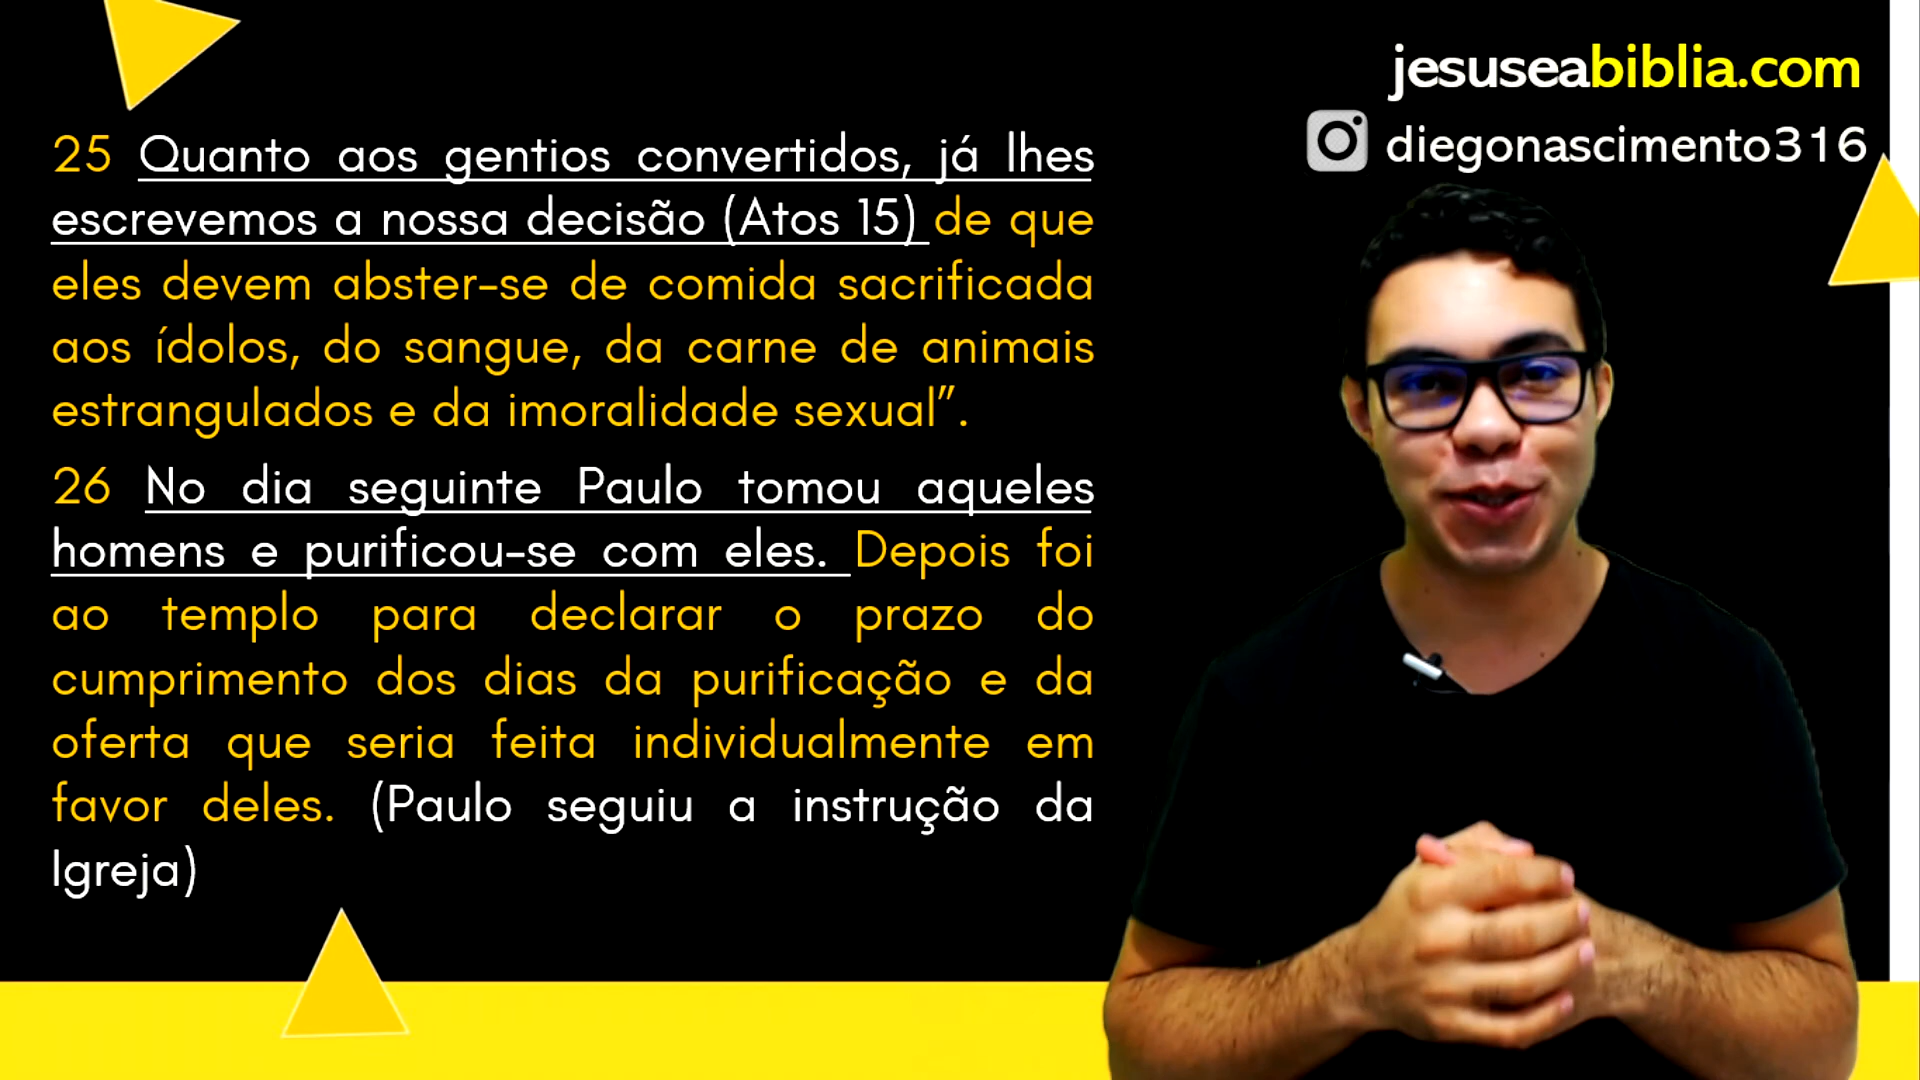 jesuseabiblia.com
diegonascimento316
25 Quanto aos gentios convertidos, já lhes
escrevemos a nossa decisão (Atos 15) de que
eles devem abster-se de comida sacrificada
aos ídolos, do sangue, da carne de animais
estrangulados e da imoralidade sexual”.
26 No dia seguinte Paulo tomou aqueles
homens e purificou-se com eles. Depois foi
ao templo para declarar o prazo do
cumprimento dos dias da purificação e da
oferta que seria feita individualmente em
favor deles. (Paulo seguiu a instrução da
Igreja)